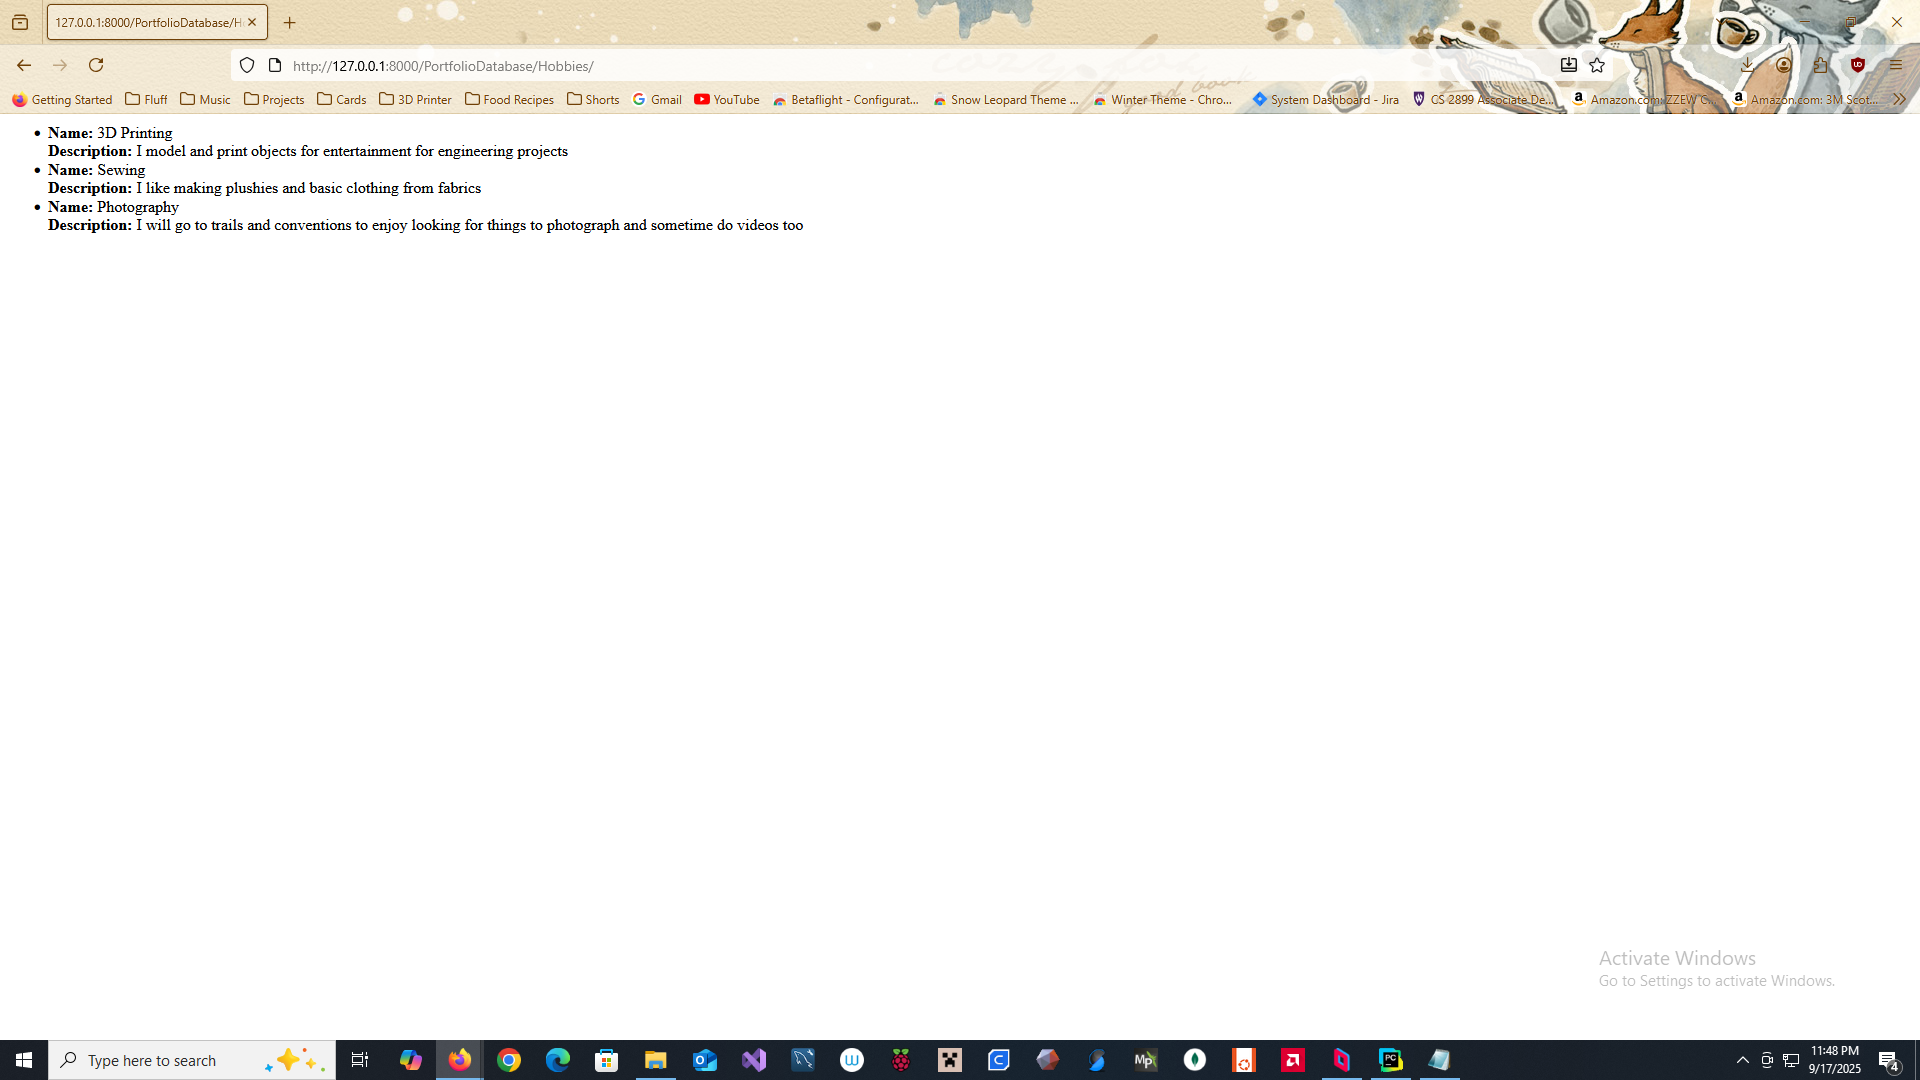 127.0.0.1:8000/PortfolioDatabase/H
http://127.0.0.1:8000/PortfolioDatabase/Hobbies/
Getting Started Fluff Music Projects Cards 3D Printer Food Recipes Shorts Gmail YouTube Betaflight - Configurat... Snow Leopard Theme ... Winter Theme - Chro... System Dashboard - Jira CS 2899 Associate De... Amazon.com: ZZEW C... Amazon.com: 3M Scot...
• Name: 3D Printing
Description: I model and print objects for entertainment for engineering projects
• Name: Sewing
Description: I like making plushies and basic clothing from fabrics
• Name: Photography
Description: I will go to trails and conventions to enjoy looking for things to photograph and sometime do videos too
Activate Windows
Go to Settings to activate Windows.
Type here to search
11:48 PM
9/17/2025
4